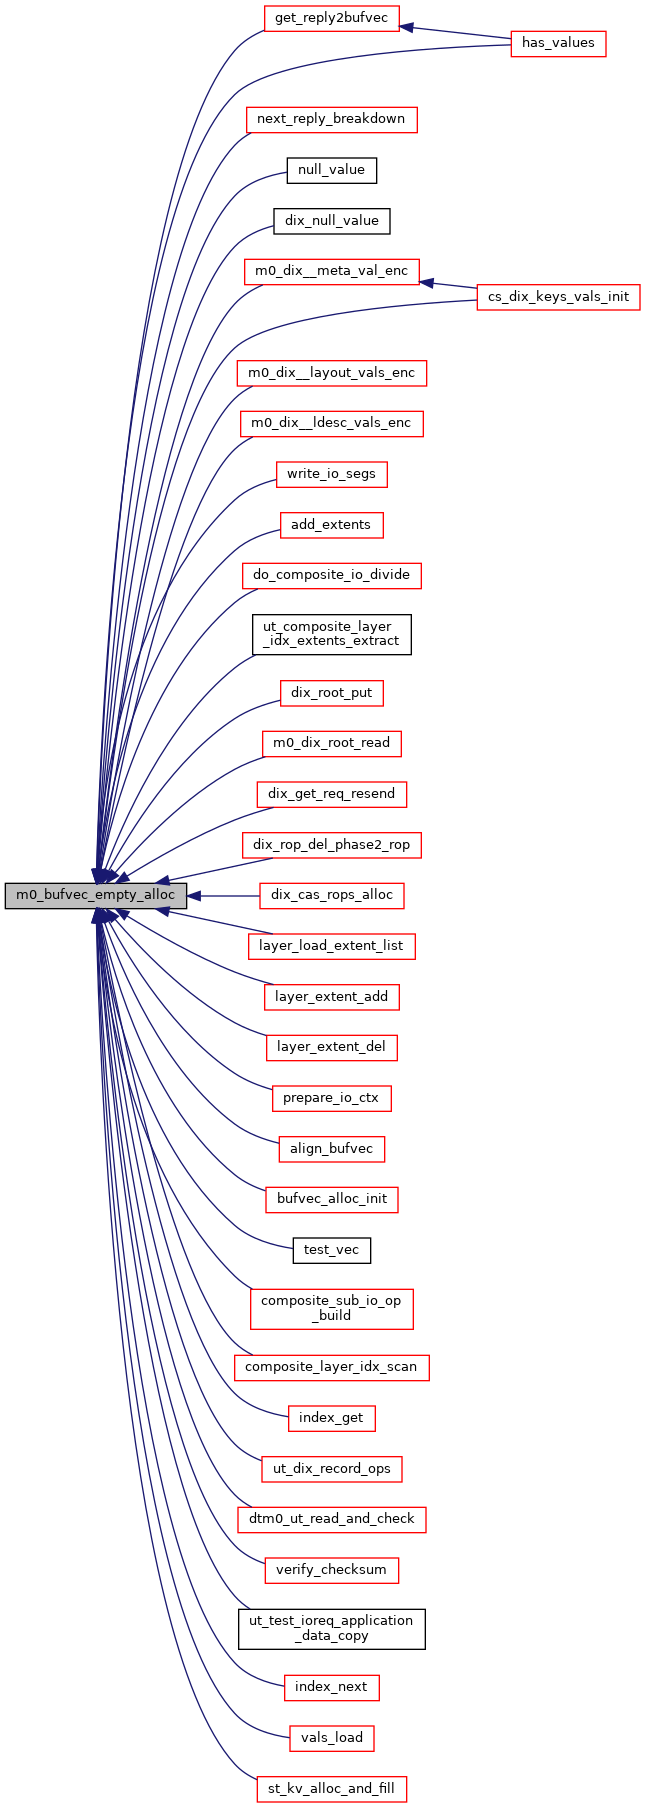 get_reply2bufvec
has_values
next_reply_breakdown
null_value
dix_null_value
m0_dix__meta_val_enc
cs_dix_keys_vals_init
m0_dix__layout_vals_enc
m0_dix__ldesc_vals_enc
write_io_segs
add_extents
do_composite_io_divide
ut_composite_layer
_idx_extents_extract
dix_root_put
m0_dix_root_read
dix_get_req_resend
dix_rop_del_phase2_rop
m0_bufvec_empty_alloc
dix_cas_rops_alloc
layer_load_extent_list
layer_extent_add
layer_extent_del
prepare_io_ctx
align_bufvec
bufvec_alloc_init
test_vec
composite_sub_io_op
_build
composite_layer_idx_scan
index_get
ut_dix_record_ops
dtm0_ut_read_and_check
verify_checksum
ut_test_ioreq_application
_data_copy
index_next
vals_load
st_kv_alloc_and_fill